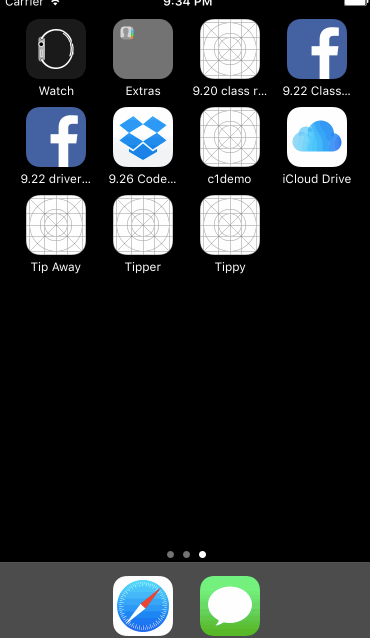 Carrier 9:34 PM
Watch Extras 9.20 class r... 9.22 Class...
9.22 driver... 9.26 Code... c1demo iCloud Drive
Tip Away Tipper Tippy